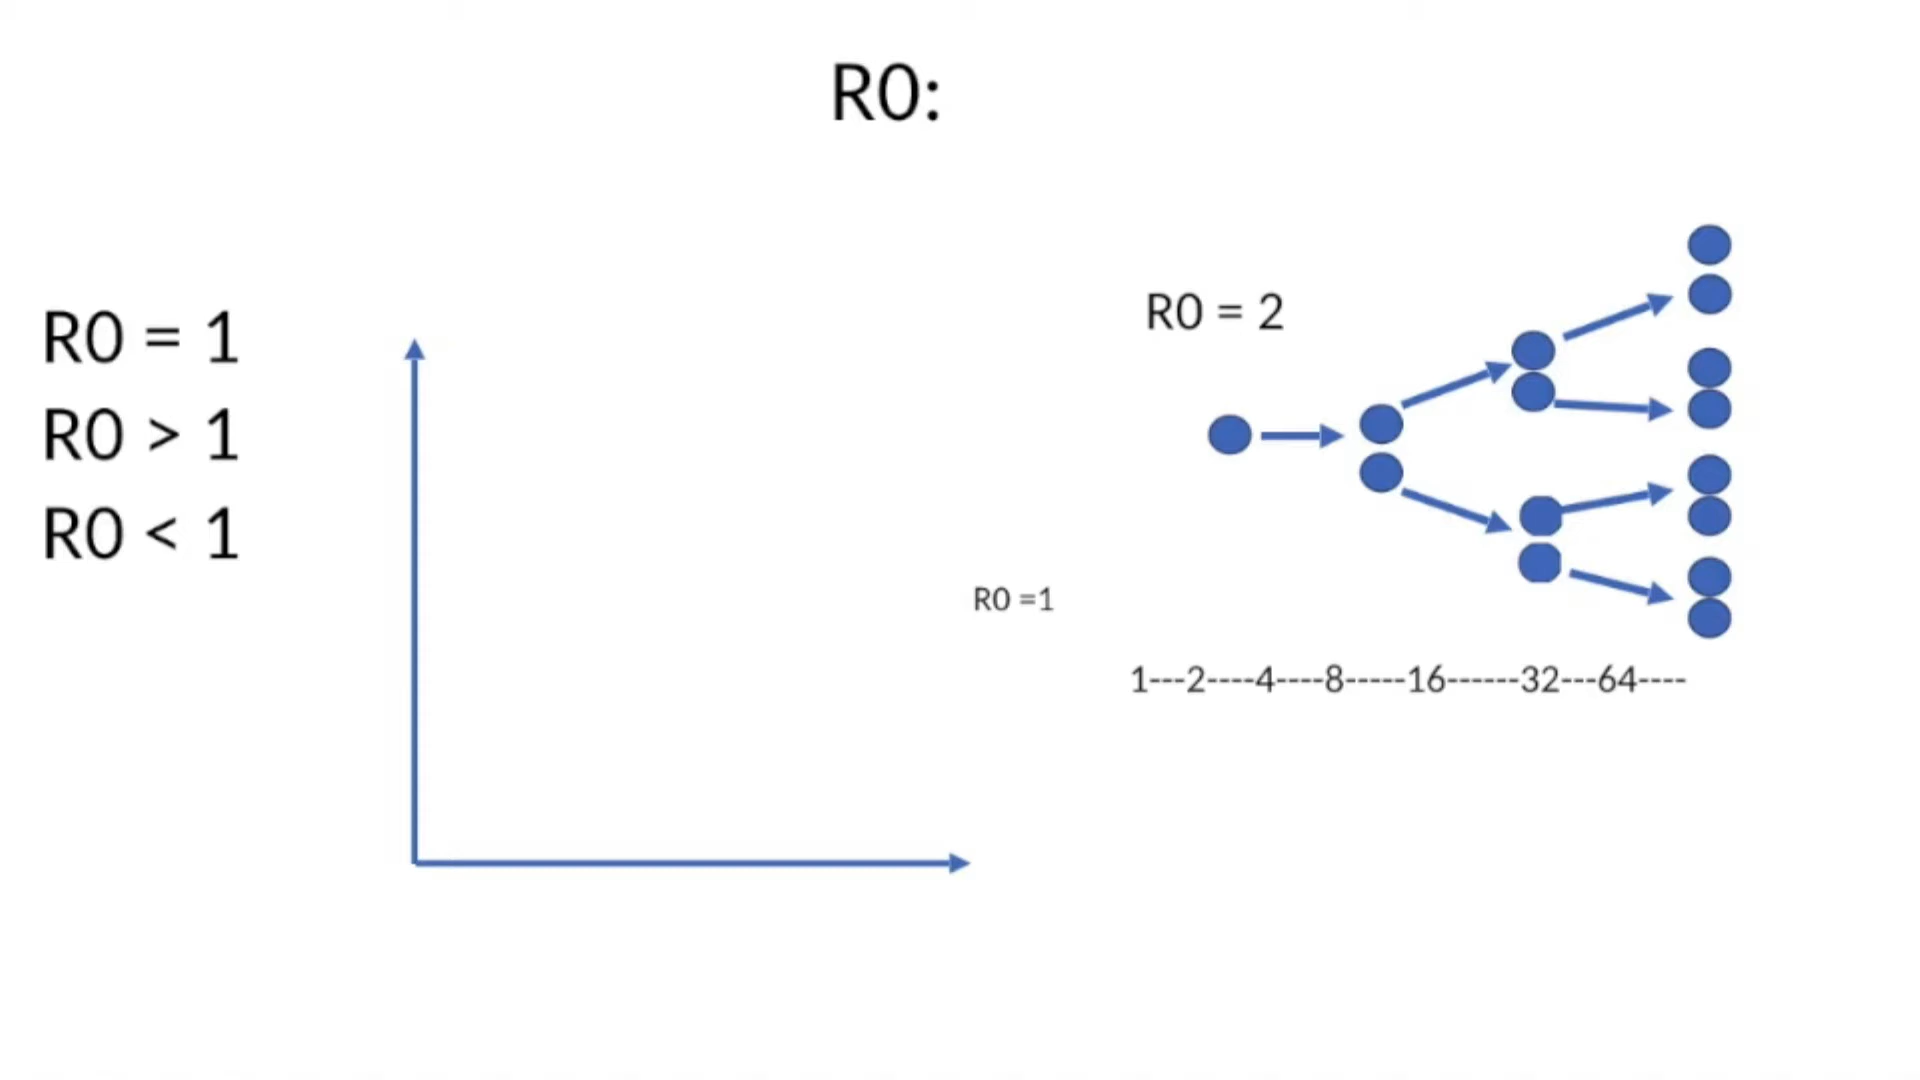 R0:
R0 = 1
R0 > 1
R0 < 1
R0 = 2
R0 =1
1---2----4----8-----16------32---64----